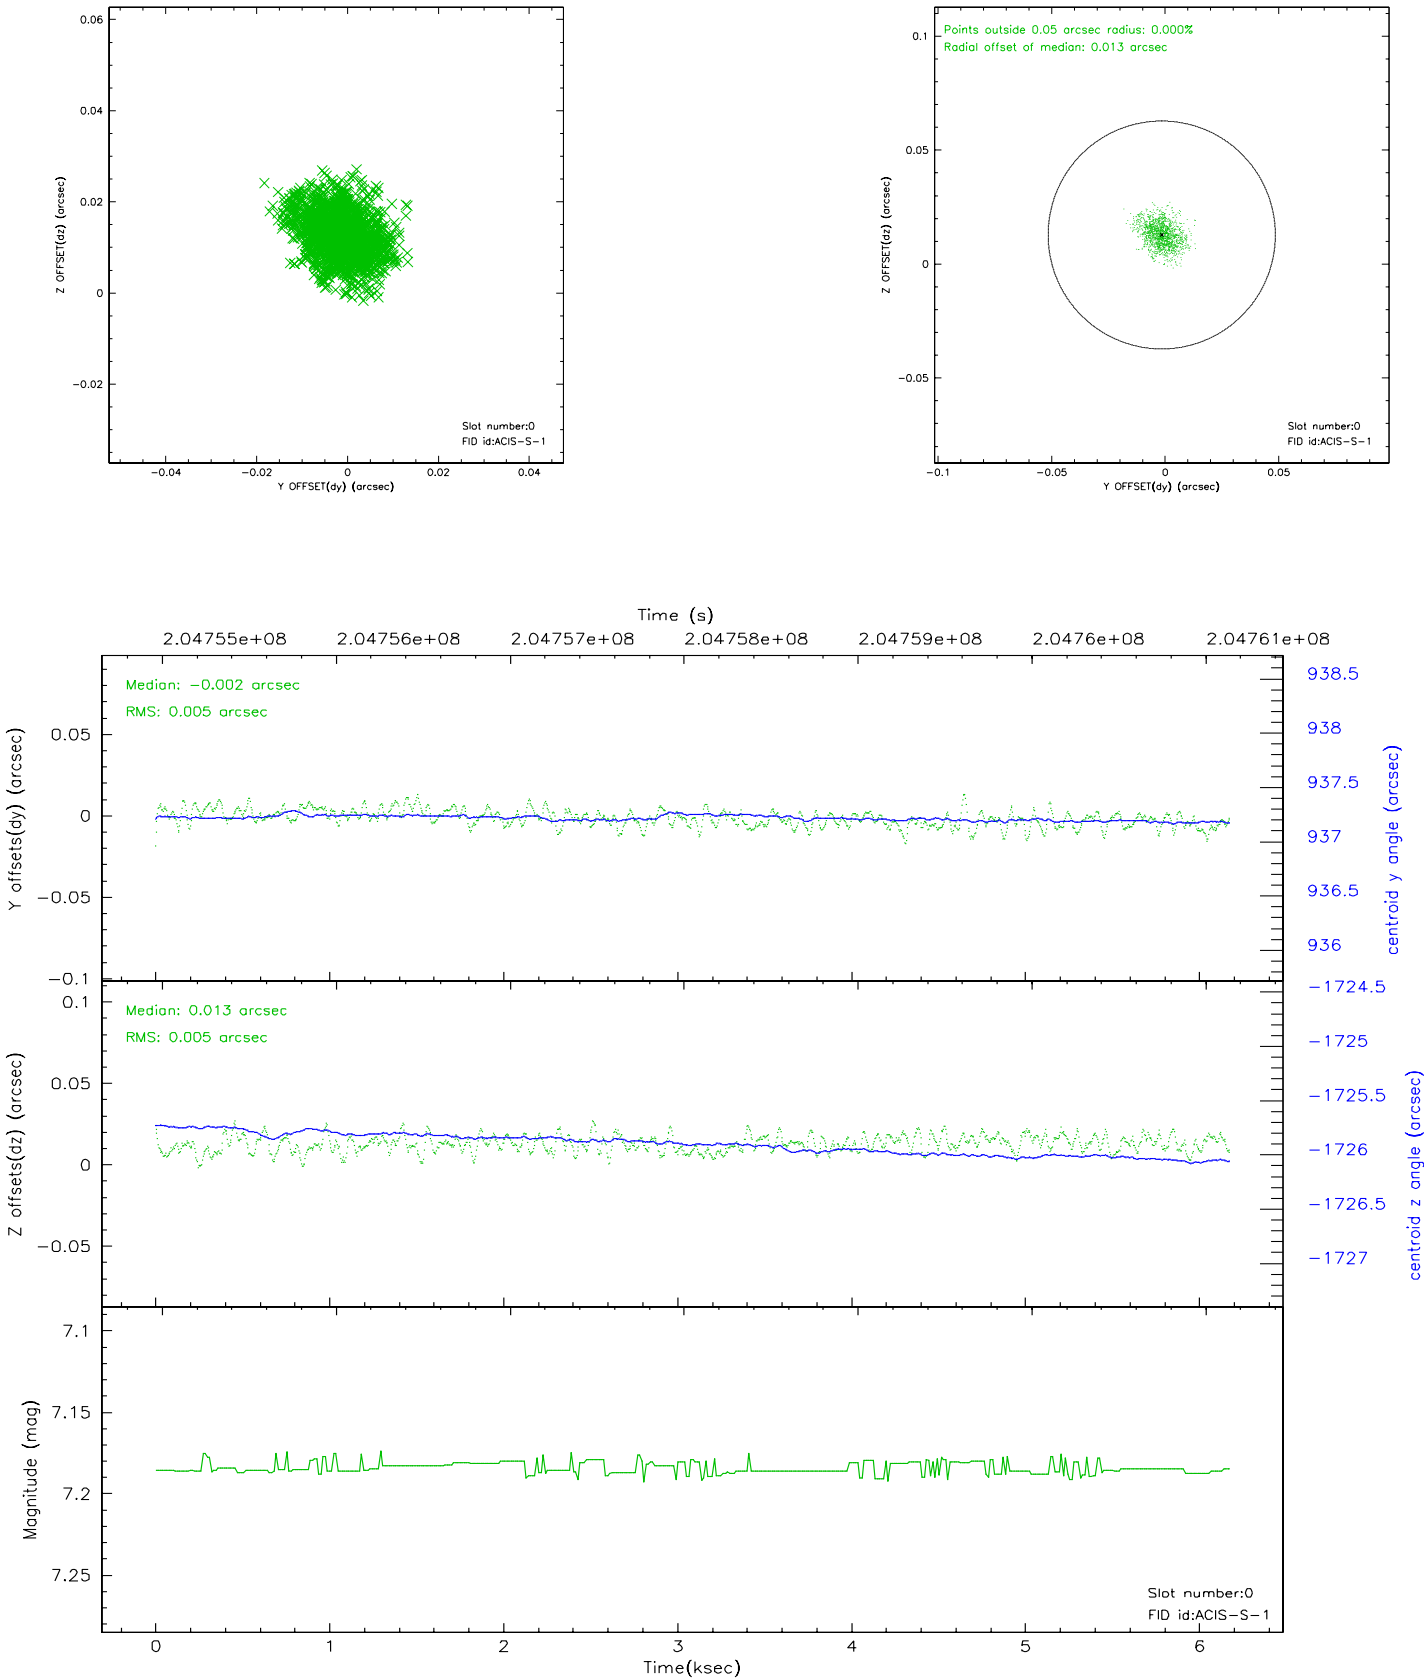 0.06
0.04
0.02
0
−0.02
Z OFFSET(dz) (arcsec)
Slot number:0
FID id:ACIS−S−1
−0.04 −0.02 0 0.02 0.04
Y OFFSET(dy) (arcsec)
Points outside 0.05 arcsec radius: 0.000%
Radial offset of median: 0.013 arcsec
0.1
0.05
0
−0.05
Z OFFSET(dz) (arcsec)
Slot number:0
FID id:ACIS−S−1
−0.1 −0.05 0 0.05
Y OFFSET(dy) (arcsec)
Time (s)
2.04755e+08 2.04756e+08 2.04757e+08 2.04758e+08 2.04759e+08 2.0476e+08 2.04761e+08
Median: −0.002 arcsec
RMS: 0.005 arcsec
0.05
0
−0.05
−0.1
Y offsets(dy) (arcsec)
938.5
938
937.5
937
936.5
936
centroid y angle (arcsec)
Median: 0.013 arcsec
RMS: 0.005 arcsec
0.1
0.05
0
−0.05
Z offsets(dz) (arcsec)
−1724.5
−1725
−1725.5
−1726
−1726.5
−1727
centroid z angle (arcsec)
7.1
7.15
7.2
7.25
Magnitude (mag)
Slot number:0
FID id:ACIS−S−1
0 1 2 3 4 5 6
Time(ksec)